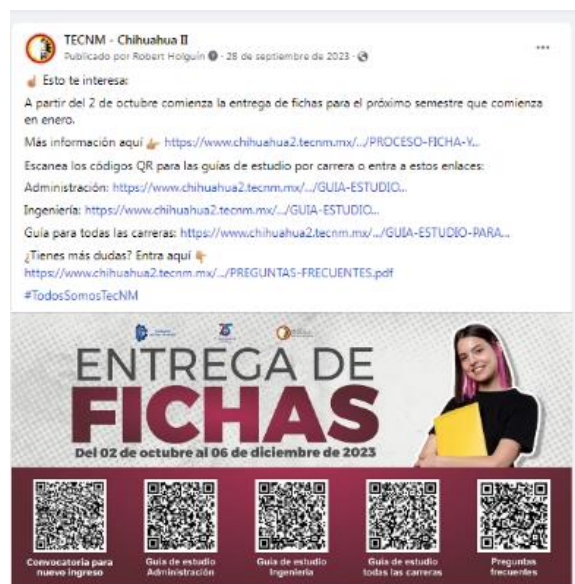 TECNM - Chihuahua II
Publicado por Robert Holguín · 28 de septiembre de 2023 ·
Esto te interesa:
A partir del 2 de octubre comienza la entrega de fichas para el próximo semestre que comienza
en enero.
Más información aquí 👉 https://www.chihuahua2.tecnm.mx/.../PROCESO-FICHA-Y...
Escanea los códigos QR para las guías de estudio por carrera o entra a estos enlaces:
Administración: https://www.chihuahua2.tecnm.mx/.../GUIA-ESTUDIO...
Ingeniería: https://www.chihuahua2.tecnm.mx/.../GUIA-ESTUDIO...
Guía para todas las carreras: https://www.chihuahua2.tecnm.mx/.../GUIA-ESTUDIO-PARA...
¿Tienes más dudas? Entra aquí 👇
https://www.chihuahua2.tecnm.mx/.../PREGUNTAS-FRECUENTES.pdf
#TodosSomosTecNM
ENTREGA DE
FICHAS
Del 02 de octubre al 06 de diciembre de 2023
Convocatoria para
nuevo ingreso
Guía de estudio
Administración
Guía de estudio
Ingeniería
Guía de estudio
todas las carreras
Preguntas
frecuentes